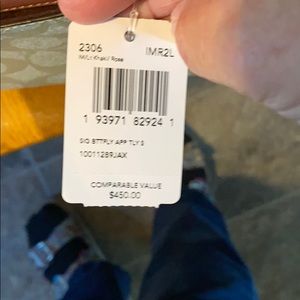 2306 IMR2L
IM/Lt Khaki/ Rose
1 93971 82924 1
SIG BTTFLY APP TLY S
10011289JAX
COMPARABLE VALUE
$450.00